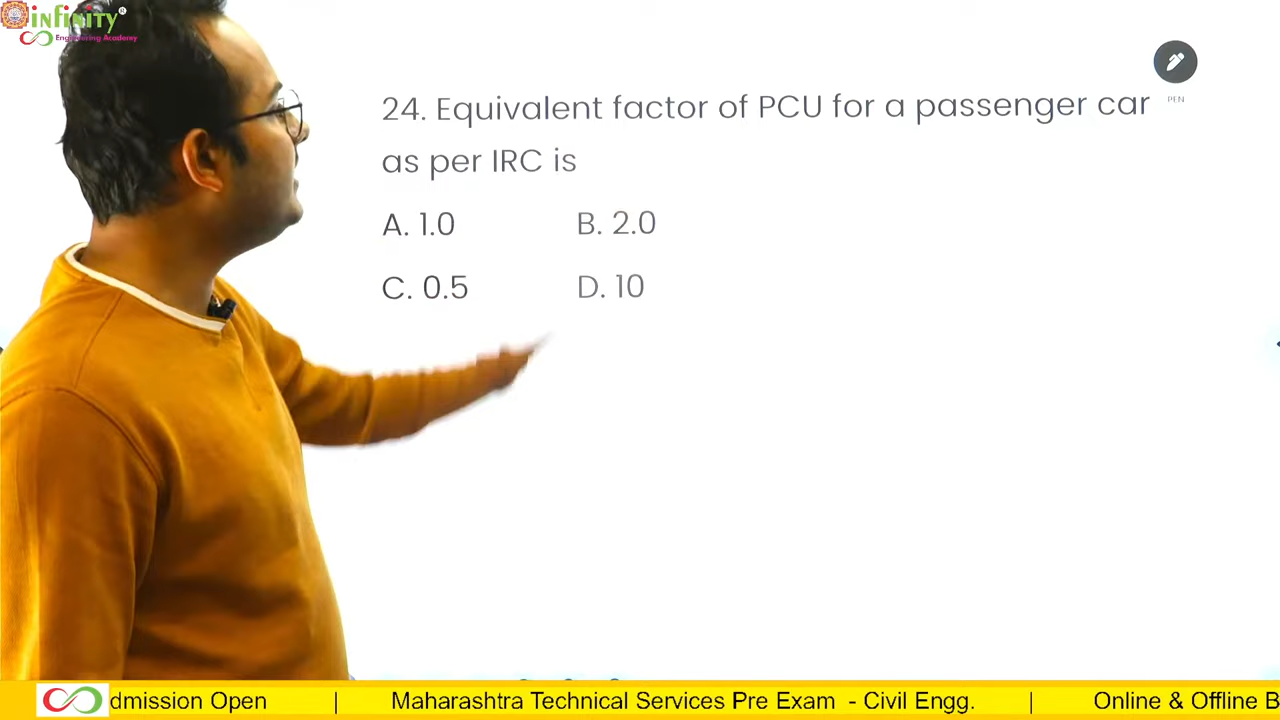 infinity®
Engineering Academy
24. Equivalent factor of PCU for a passenger car
as per IRC is
A. 1.0 B. 2.0
C. 0.5 D. 10
PEN
dmission Open | Maharashtra Technical Services Pre Exam - Civil Engg. | Online & Offline B